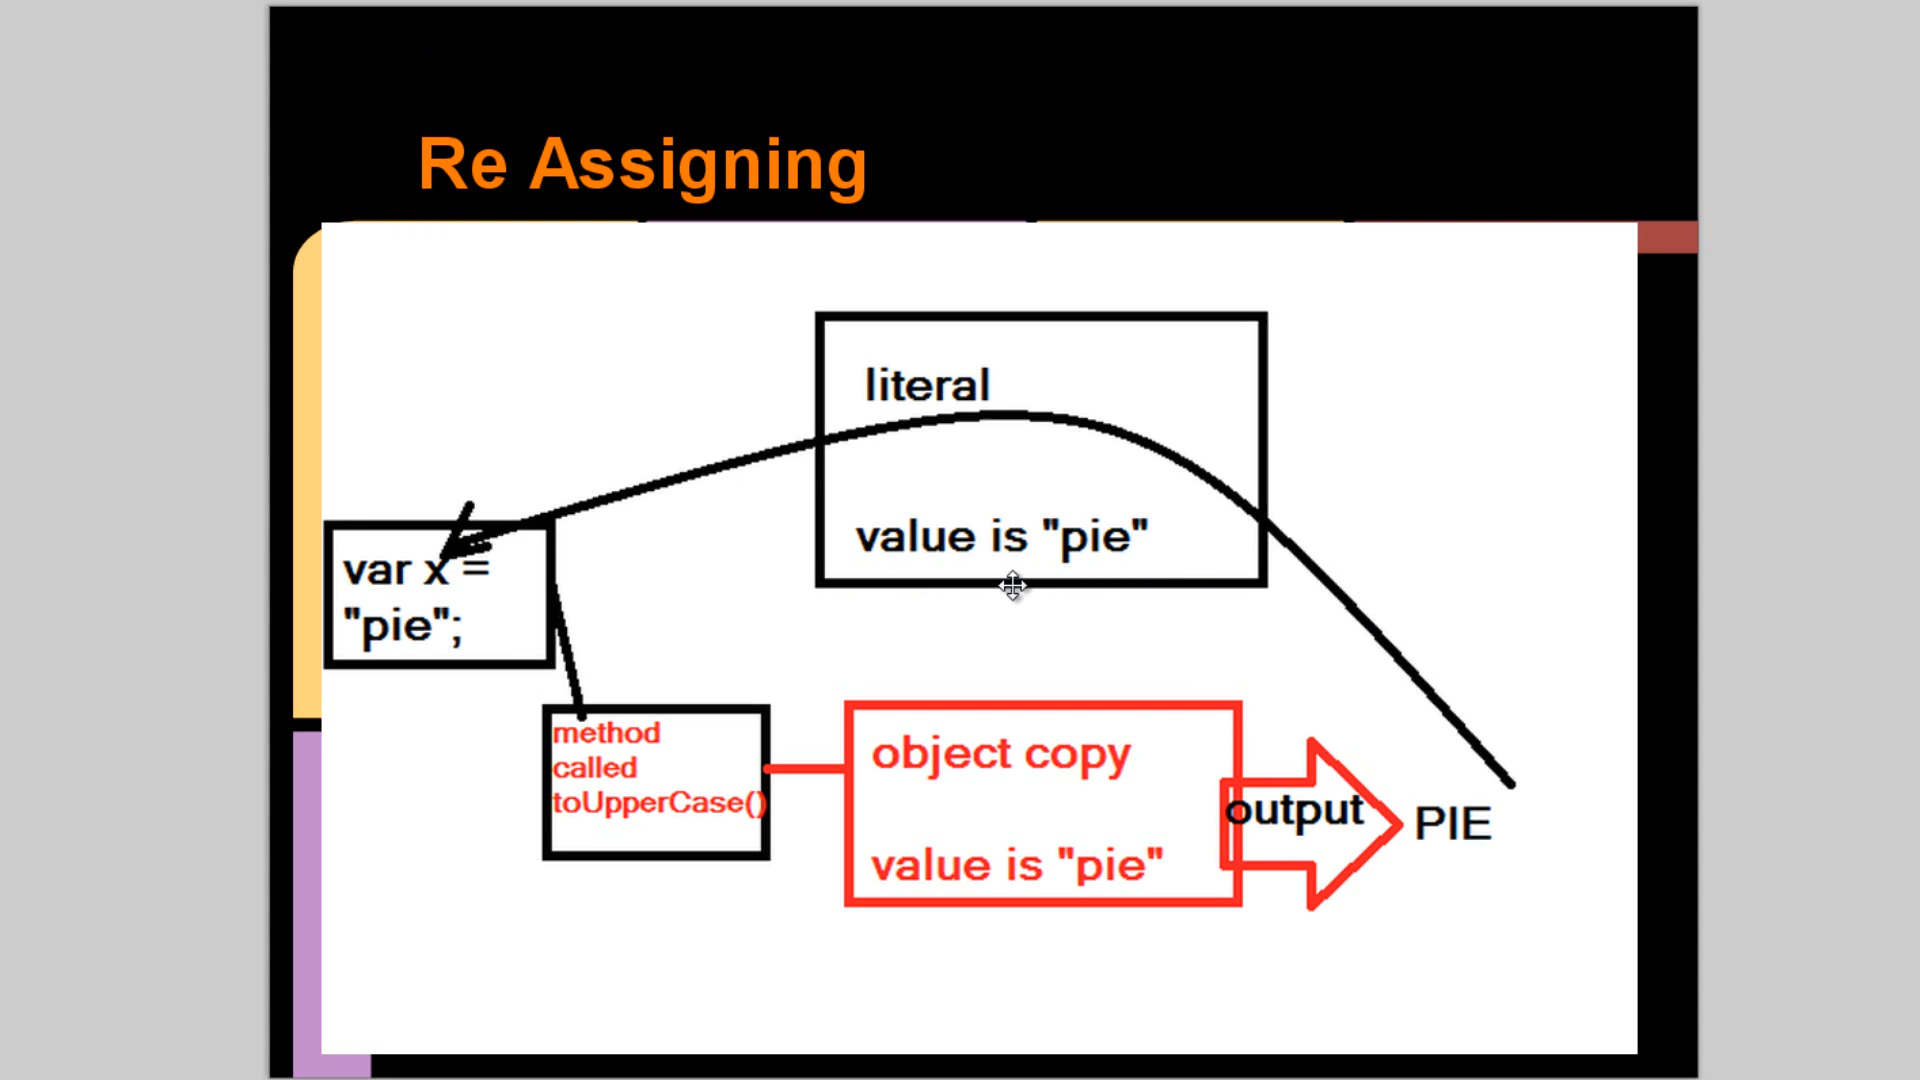 Re Assigning
literal
value is "pie"
var x =
"pie";
method
called
toUpperCase()
object copy
value is "pie"
output
PIE